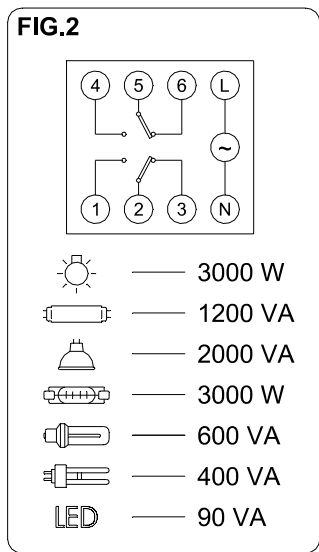 FIG.2
4 5 6 L
~
1 2 3 N
3000 W
1200 VA
2000 VA
3000 W
600 VA
400 VA
LED 90 VA